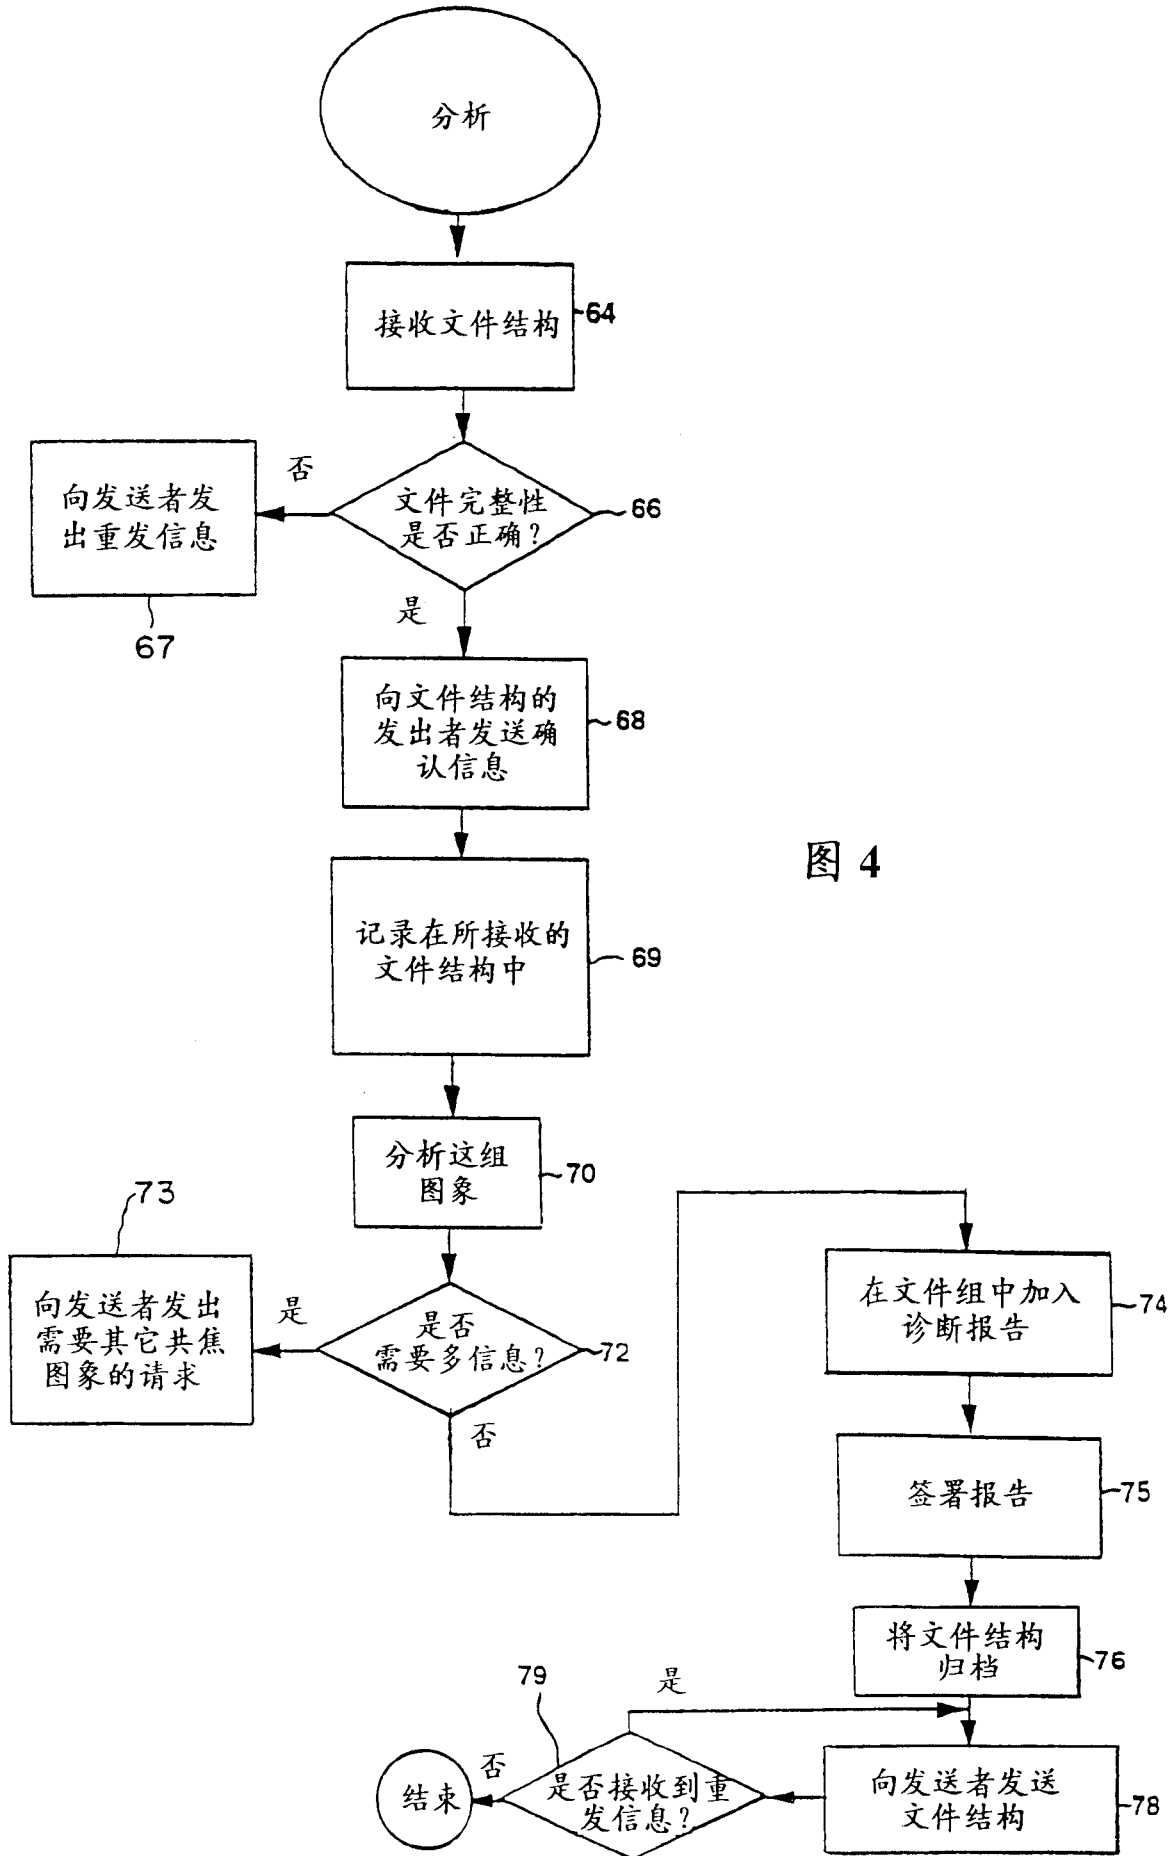 分析
接收文件结构
64
否
文件完整性
是否正确?
66
向发送者发
出重发信息
67
是
向文件结构的
发出者发送确
认信息
68
图 4
记录在所接收的
文件结构中
69
分析这组
图象
70
73
向发送者发出
需要其它共焦
图象的请求
是
是否
需要多信息?
72
否
在文件组中加入
诊断报告
74
签署报告
75
将文件结构
归档
76
79
是
结束
否
是否接收到重
发信息?
向发送者发送
文件结构
78